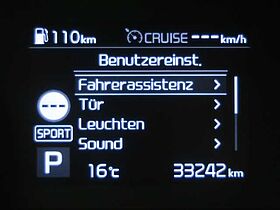 110km CRUISE ---km/h
Benutzereinst.
Fahrerassistenz >
Tür >
Leuchten >
Sound >
---
SPORT
P
16°C 33242km